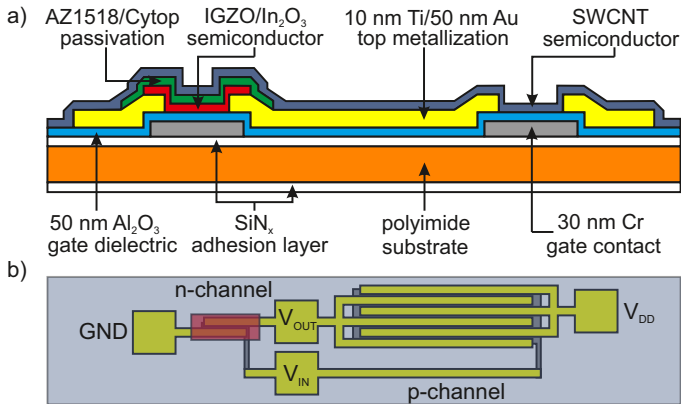 a)
AZ1518/Cytop
passivation
IGZO/In₂O₃
semiconductor
10 nm Ti/50 nm Au
top metallization
SWCNT
semiconductor
50 nm Al₂O₃
gate dielectric
SiNₓ
adhesion layer
polyimide
substrate
30 nm Cr
gate contact
b)
n-channel
GND
V_OUT
V_DD
V_IN
p-channel